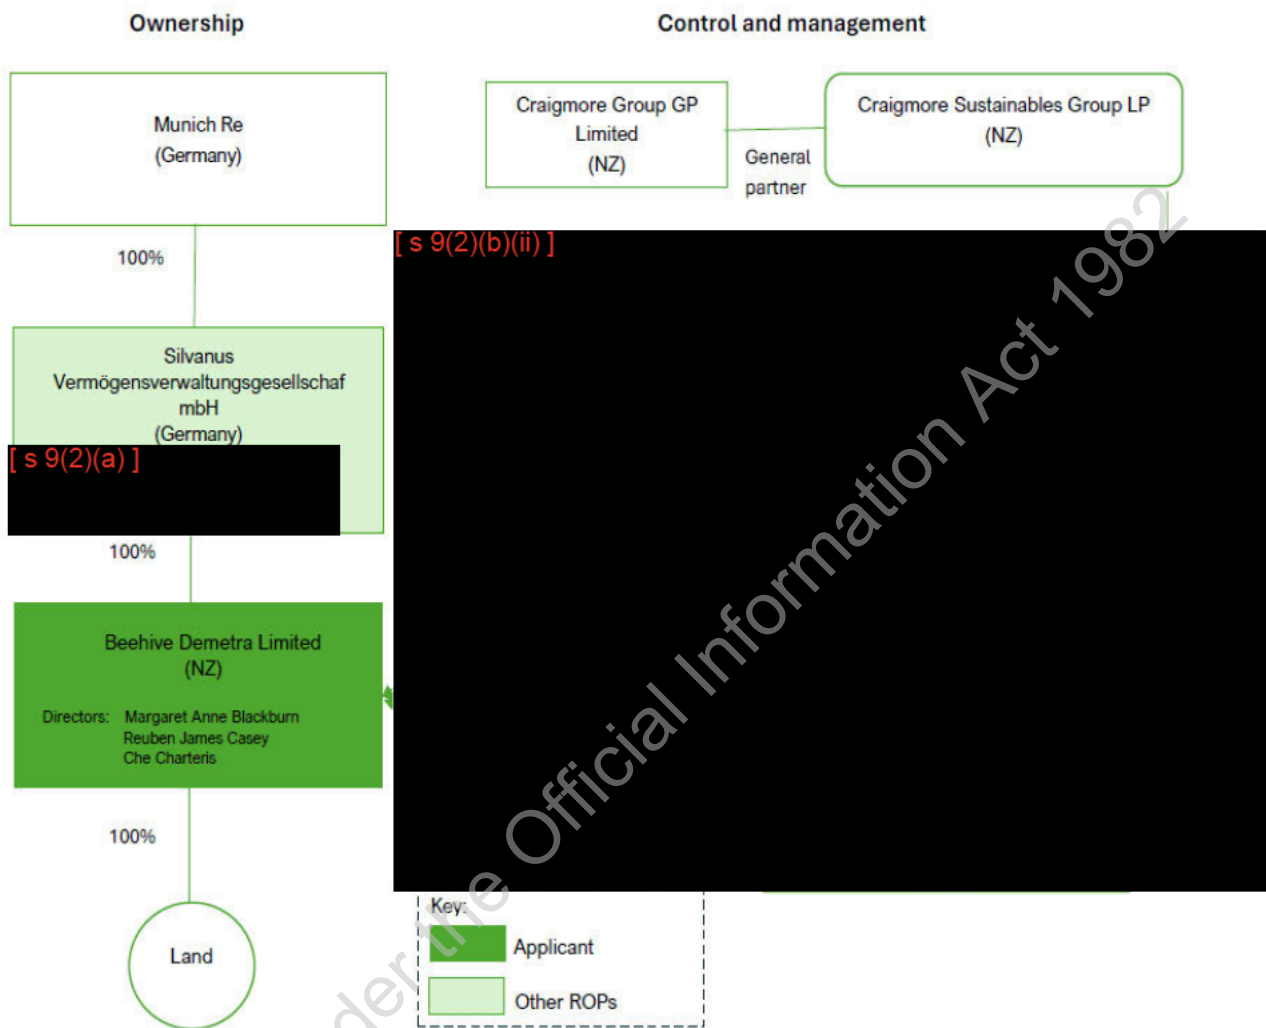 Ownership
Control and management
Munich Re
(Germany)
Craigmore Group GP
Limited
(NZ)
General
partner
Craigmore Sustainables Group LP
(NZ)
100%
[ s 9(2)(b)(ii) ]
Silvanus
Vermögensverwaltungsgesellschaf
mbH
(Germany)
[ s 9(2)(a) ]
100%
Beehive Demetra Limited
(NZ)
Directors: Margaret Anne Blackburn
Reuben James Casey
Che Charteris
100%
Land
Key:
Applicant
Other ROPs
the Official Information Act 1982